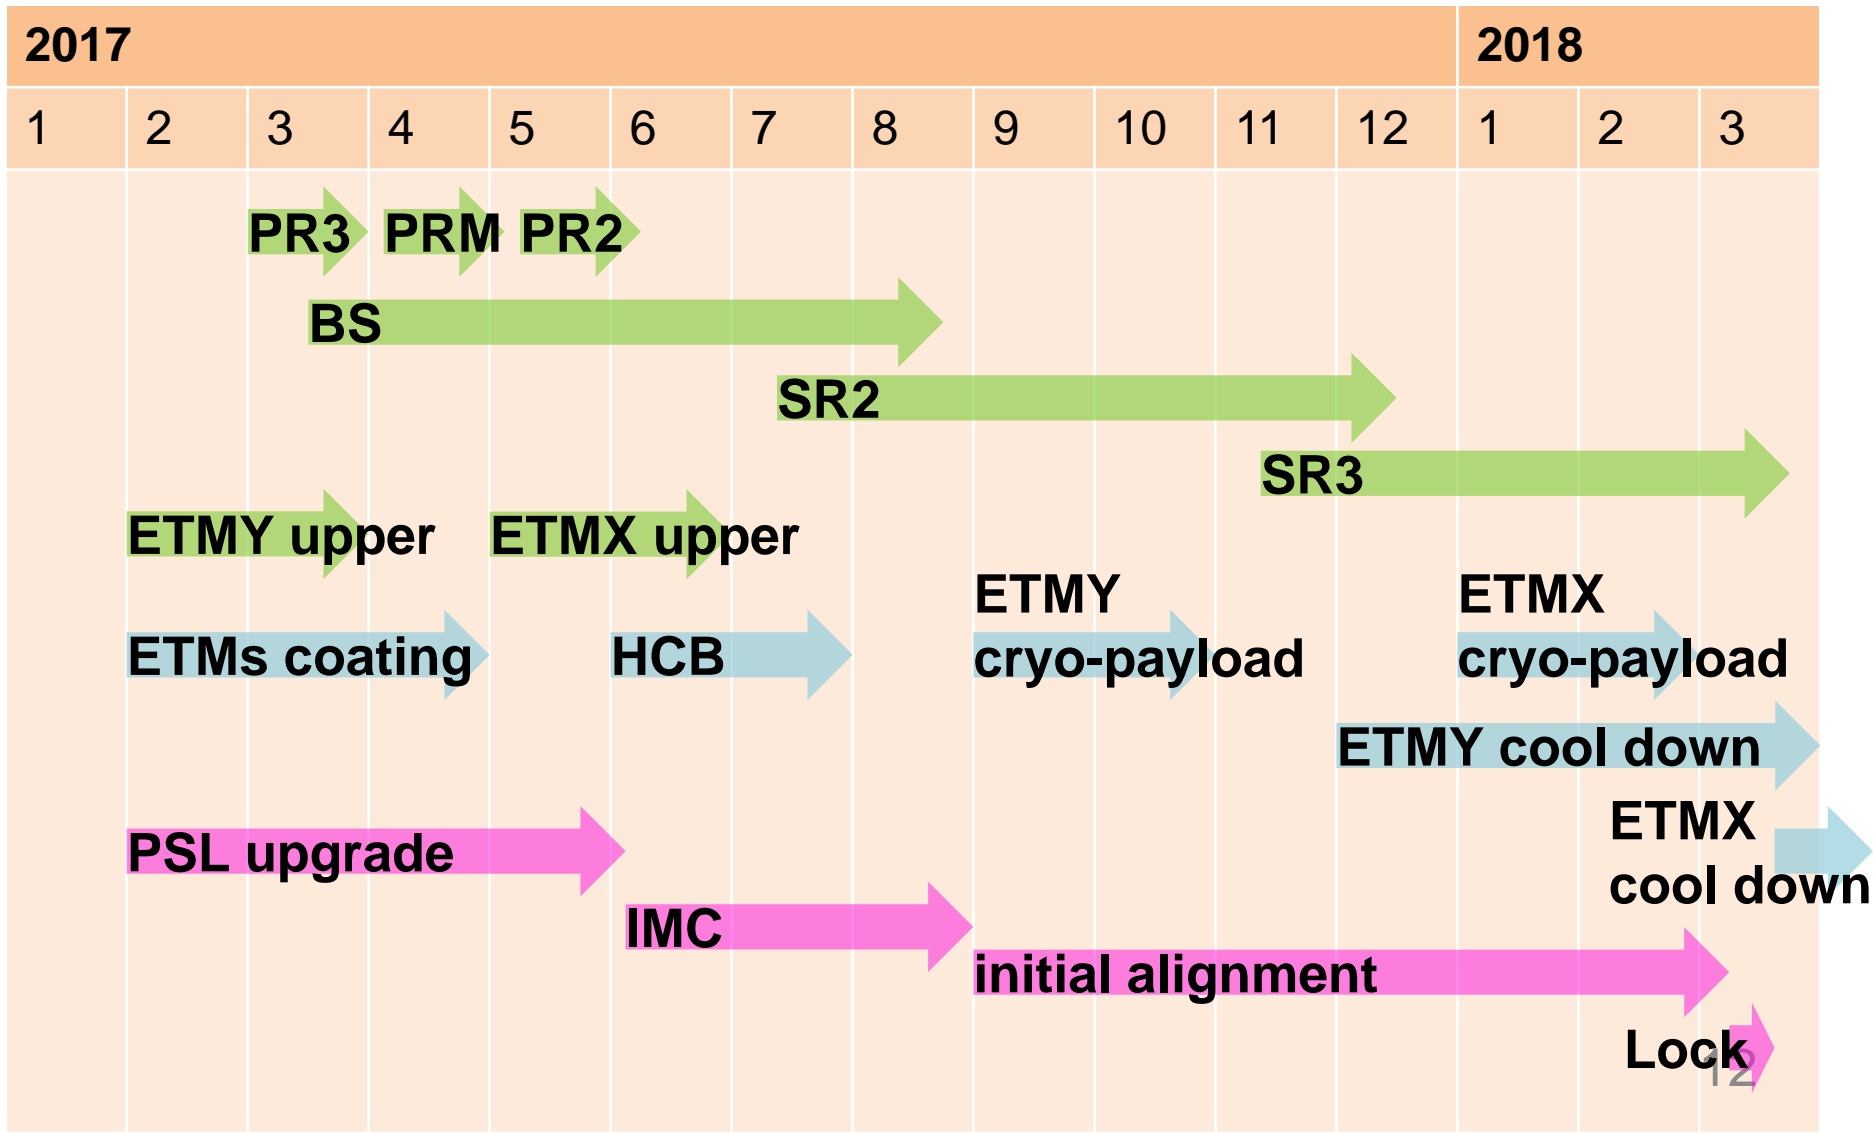 2017 2018
1 2 3 4 5 6 7 8 9 10 11 12 1 2 3
PR3 PRM PR2
BS
SR2
SR3
ETMY upper ETMX upper
ETMs coating HCB
ETMY
cryo-payload
ETMX
cryo-payload
ETMY cool down
ETMX
cool down
PSL upgrade
IMC
initial alignment
Lock
12